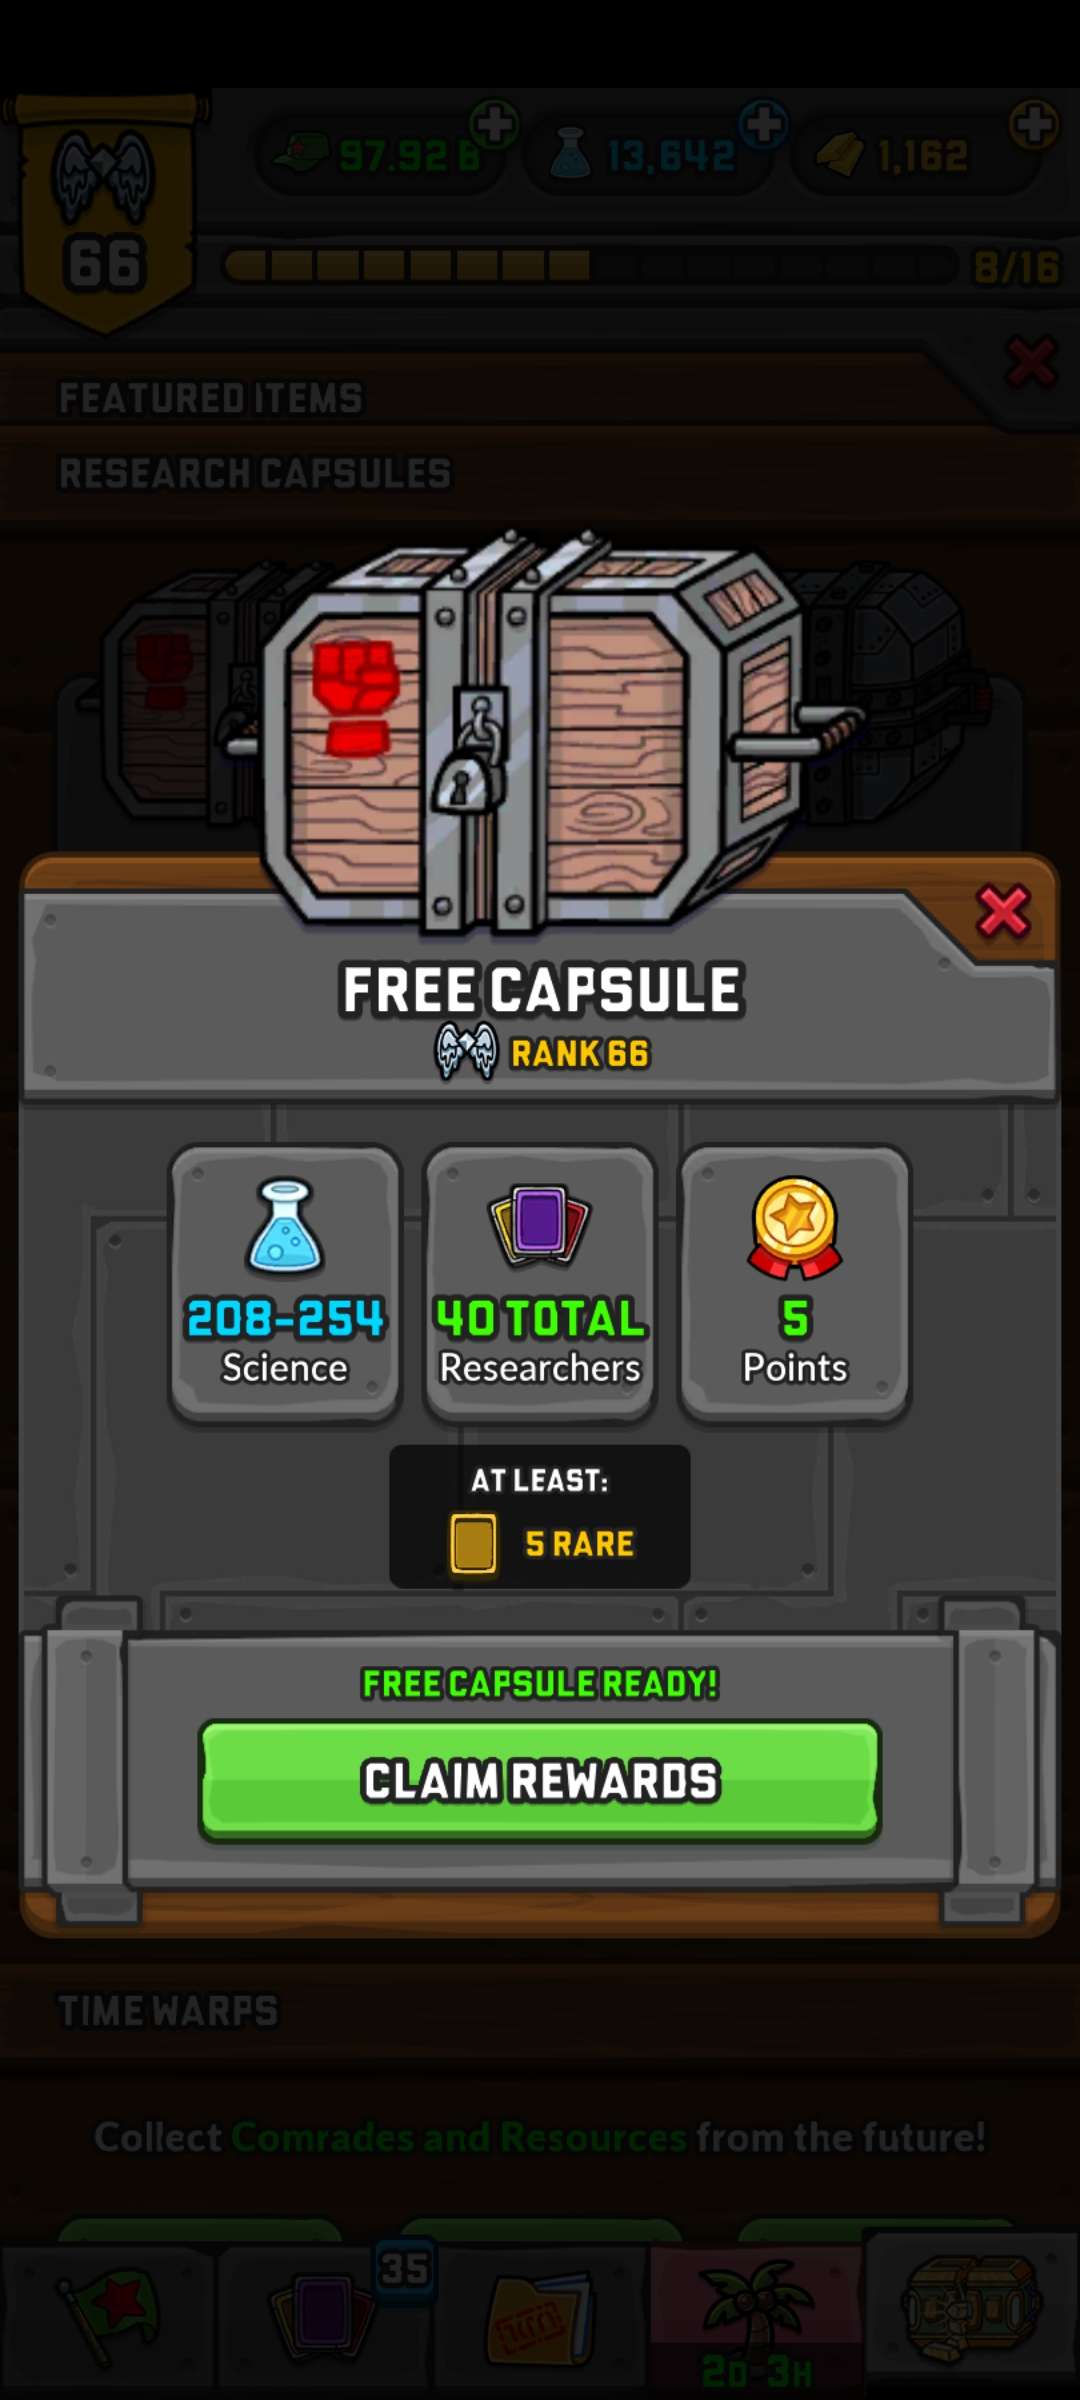 97.92 B
13,642
1,162
66
8/16
FEATURED ITEMS
RESEARCH CAPSULES
FREE CAPSULE
RANK 66
208-254
Science
40 TOTAL
Researchers
5
Points
AT LEAST:
5 RARE
FREE CAPSULE READY!
CLAIM REWARDS
TIME WARPS
Collect Comrades and Resources from the future!
35
2D 3H